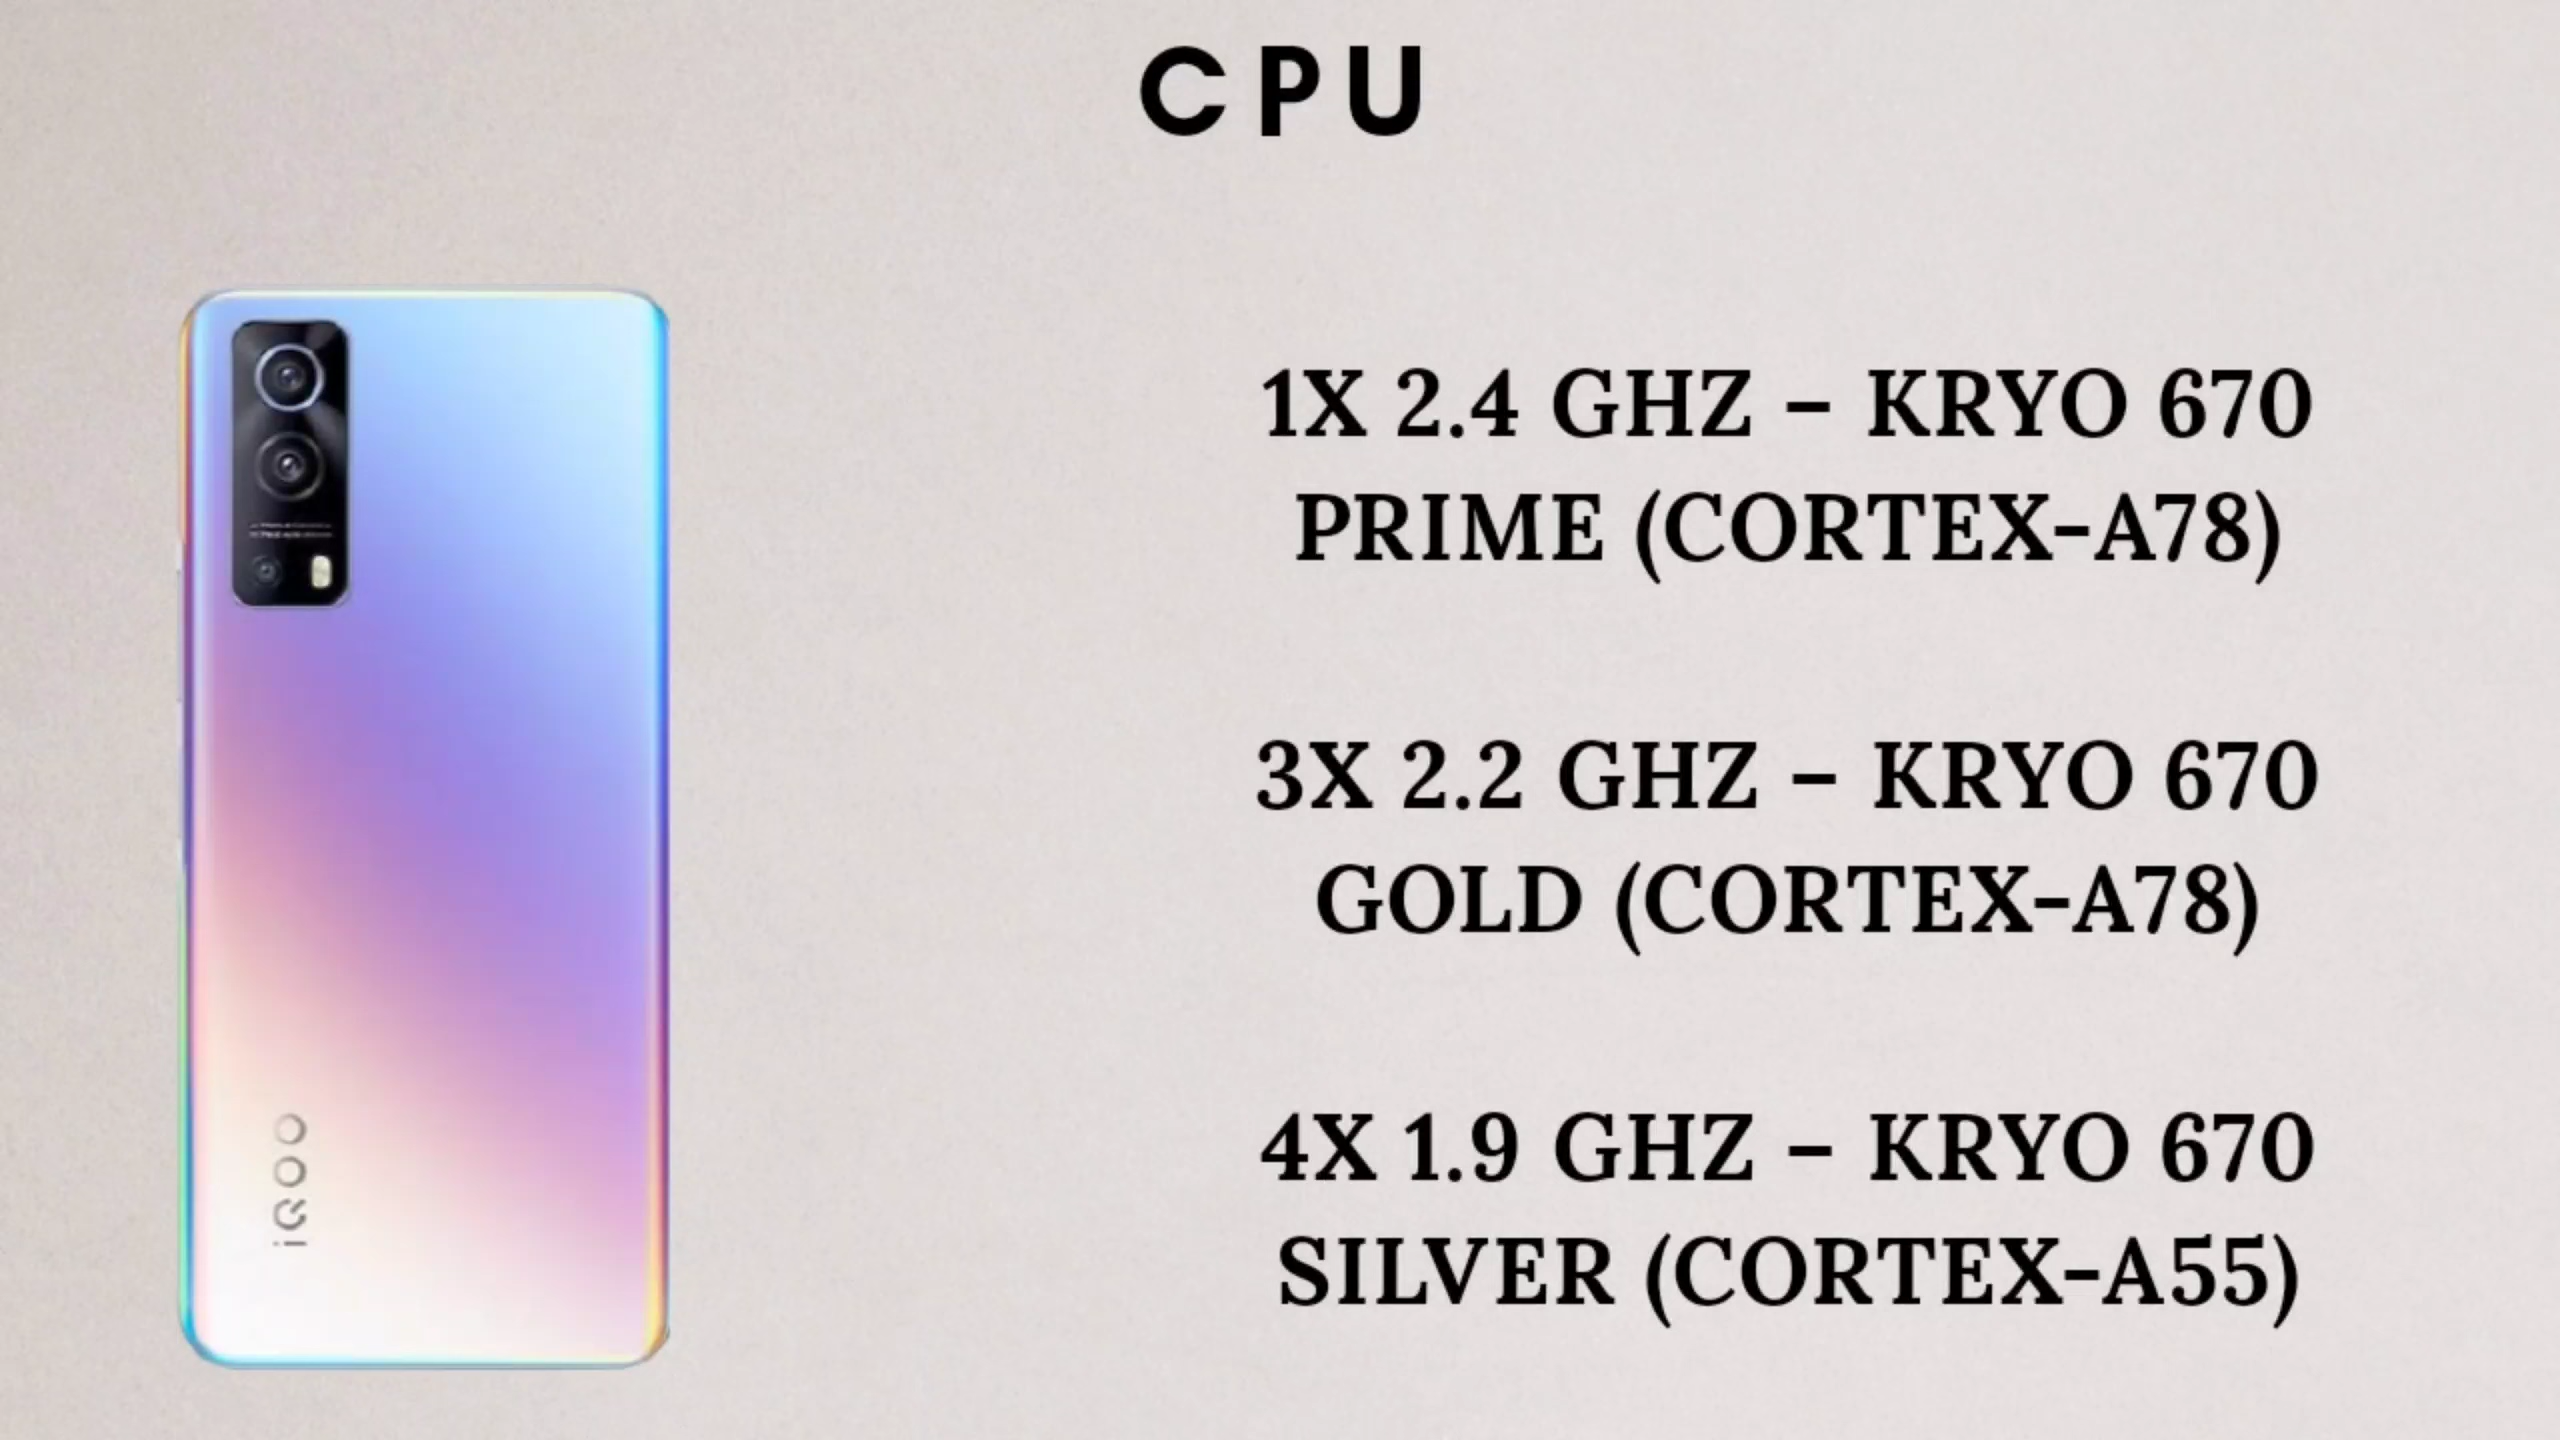 CPU
1X 2.4 GHZ – KRYO 670
PRIME (CORTEX-A78)
3X 2.2 GHZ – KRYO 670
GOLD (CORTEX-A78)
4X 1.9 GHZ – KRYO 670
SILVER (CORTEX-A55)
iQOO